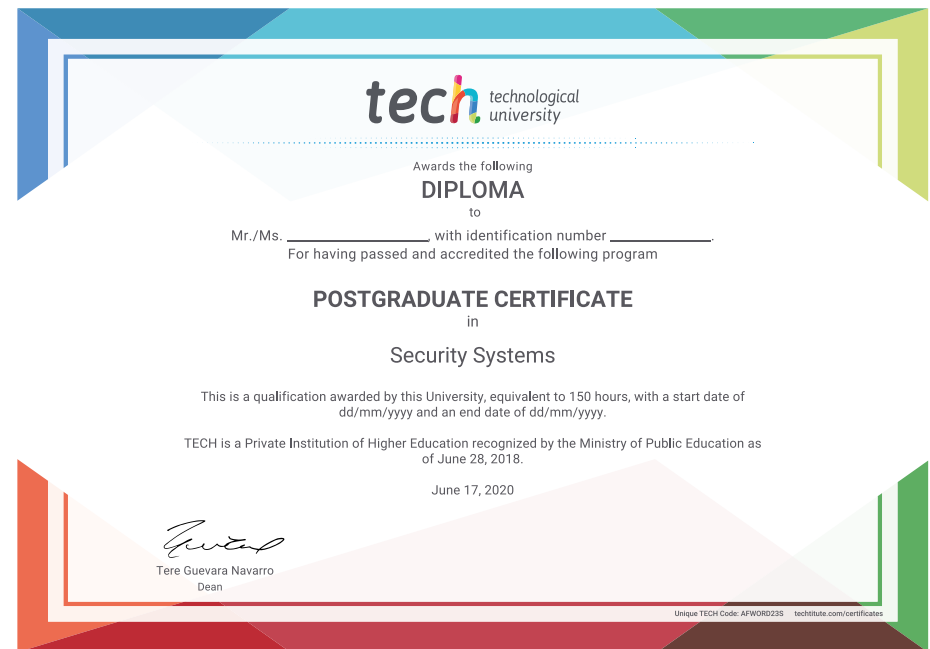 tech technological
university
Awards the following
DIPLOMA
to
Mr./Ms. ____________________, with identification number ______________.
For having passed and accredited the following program
POSTGRADUATE CERTIFICATE
in
Security Systems
This is a qualification awarded by this University, equivalent to 150 hours, with a start date of
dd/mm/yyyy and an end date of dd/mm/yyyy.
TECH is a Private Institution of Higher Education recognized by the Ministry of Public Education as
of June 28, 2018.
June 17, 2020
Tere Guevara Navarro
Dean
Unique TECH Code: AFWORD23S techtitute.com/certificates